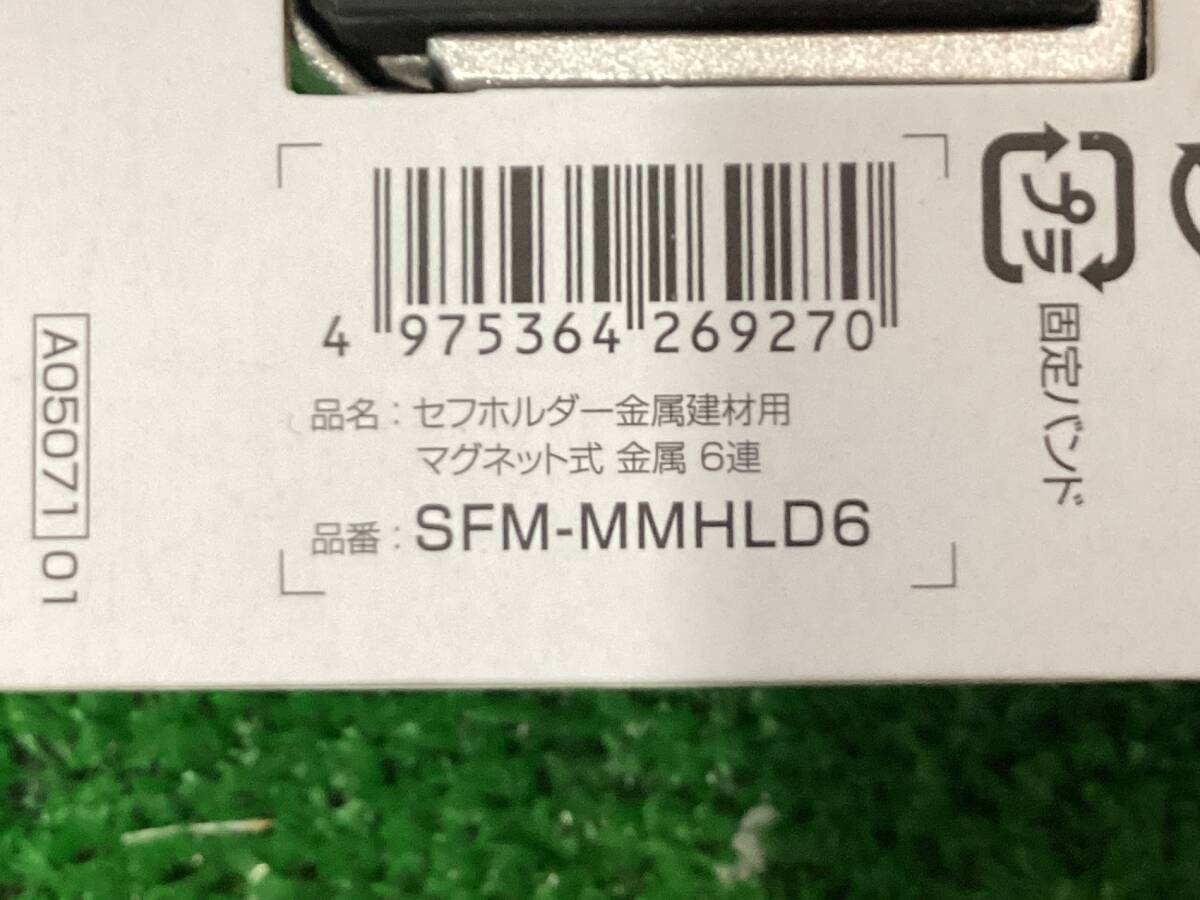 4 975364 269270
品名：セフホルダー金属建材用
マグネット式 金属 6連
品番：SFM-MMHLD6
プラ
固定バンド
A05071 01